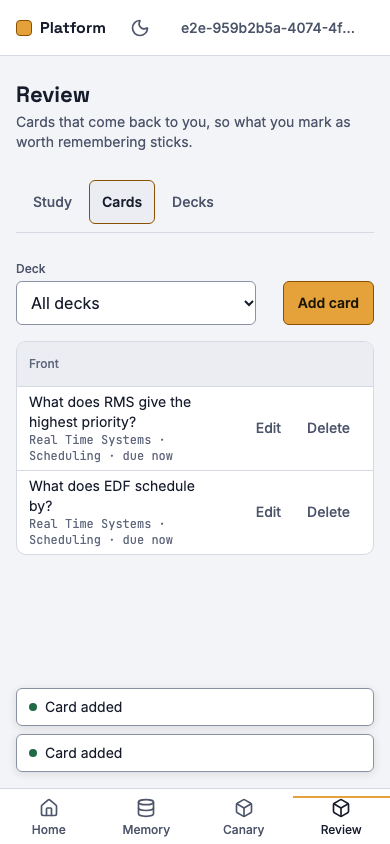 Platform
e2e-959b2b5a-4074-4f...
Review
Cards that come back to you, so what you mark as
worth remembering sticks.
Study
Cards
Decks
Deck
All decks
Add card
Front
What does RMS give the
highest priority?
Real Time Systems ·
Scheduling · due now
Edit
Delete
What does EDF schedule
by?
Real Time Systems ·
Scheduling · due now
Edit
Delete
Card added
Card added
Home
Memory
Canary
Review